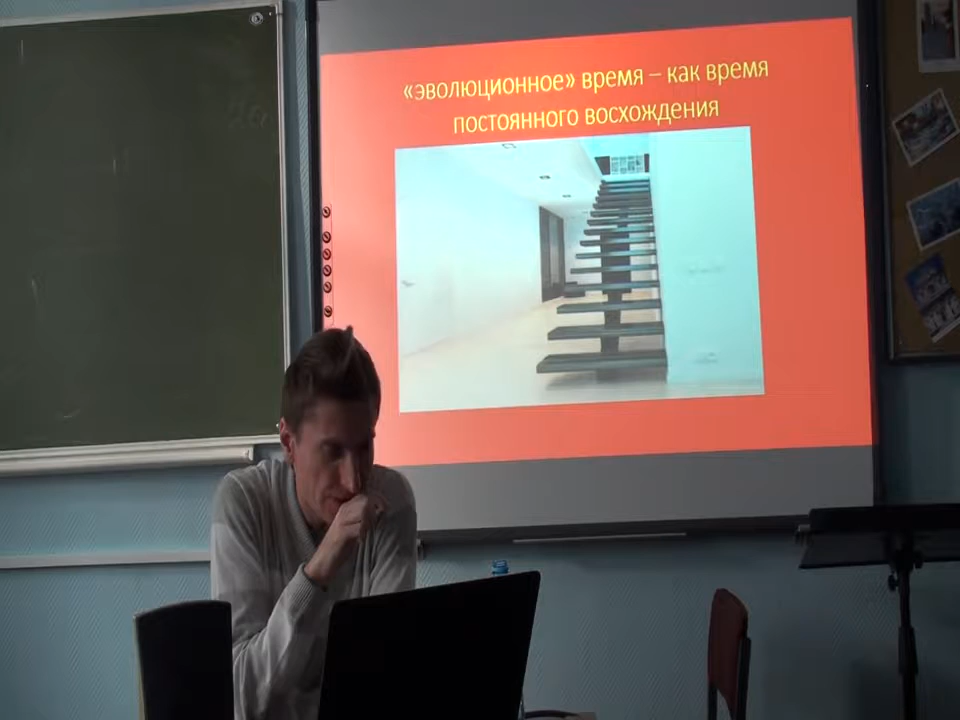 «эволюционное» время – как время
постоянного восхождения